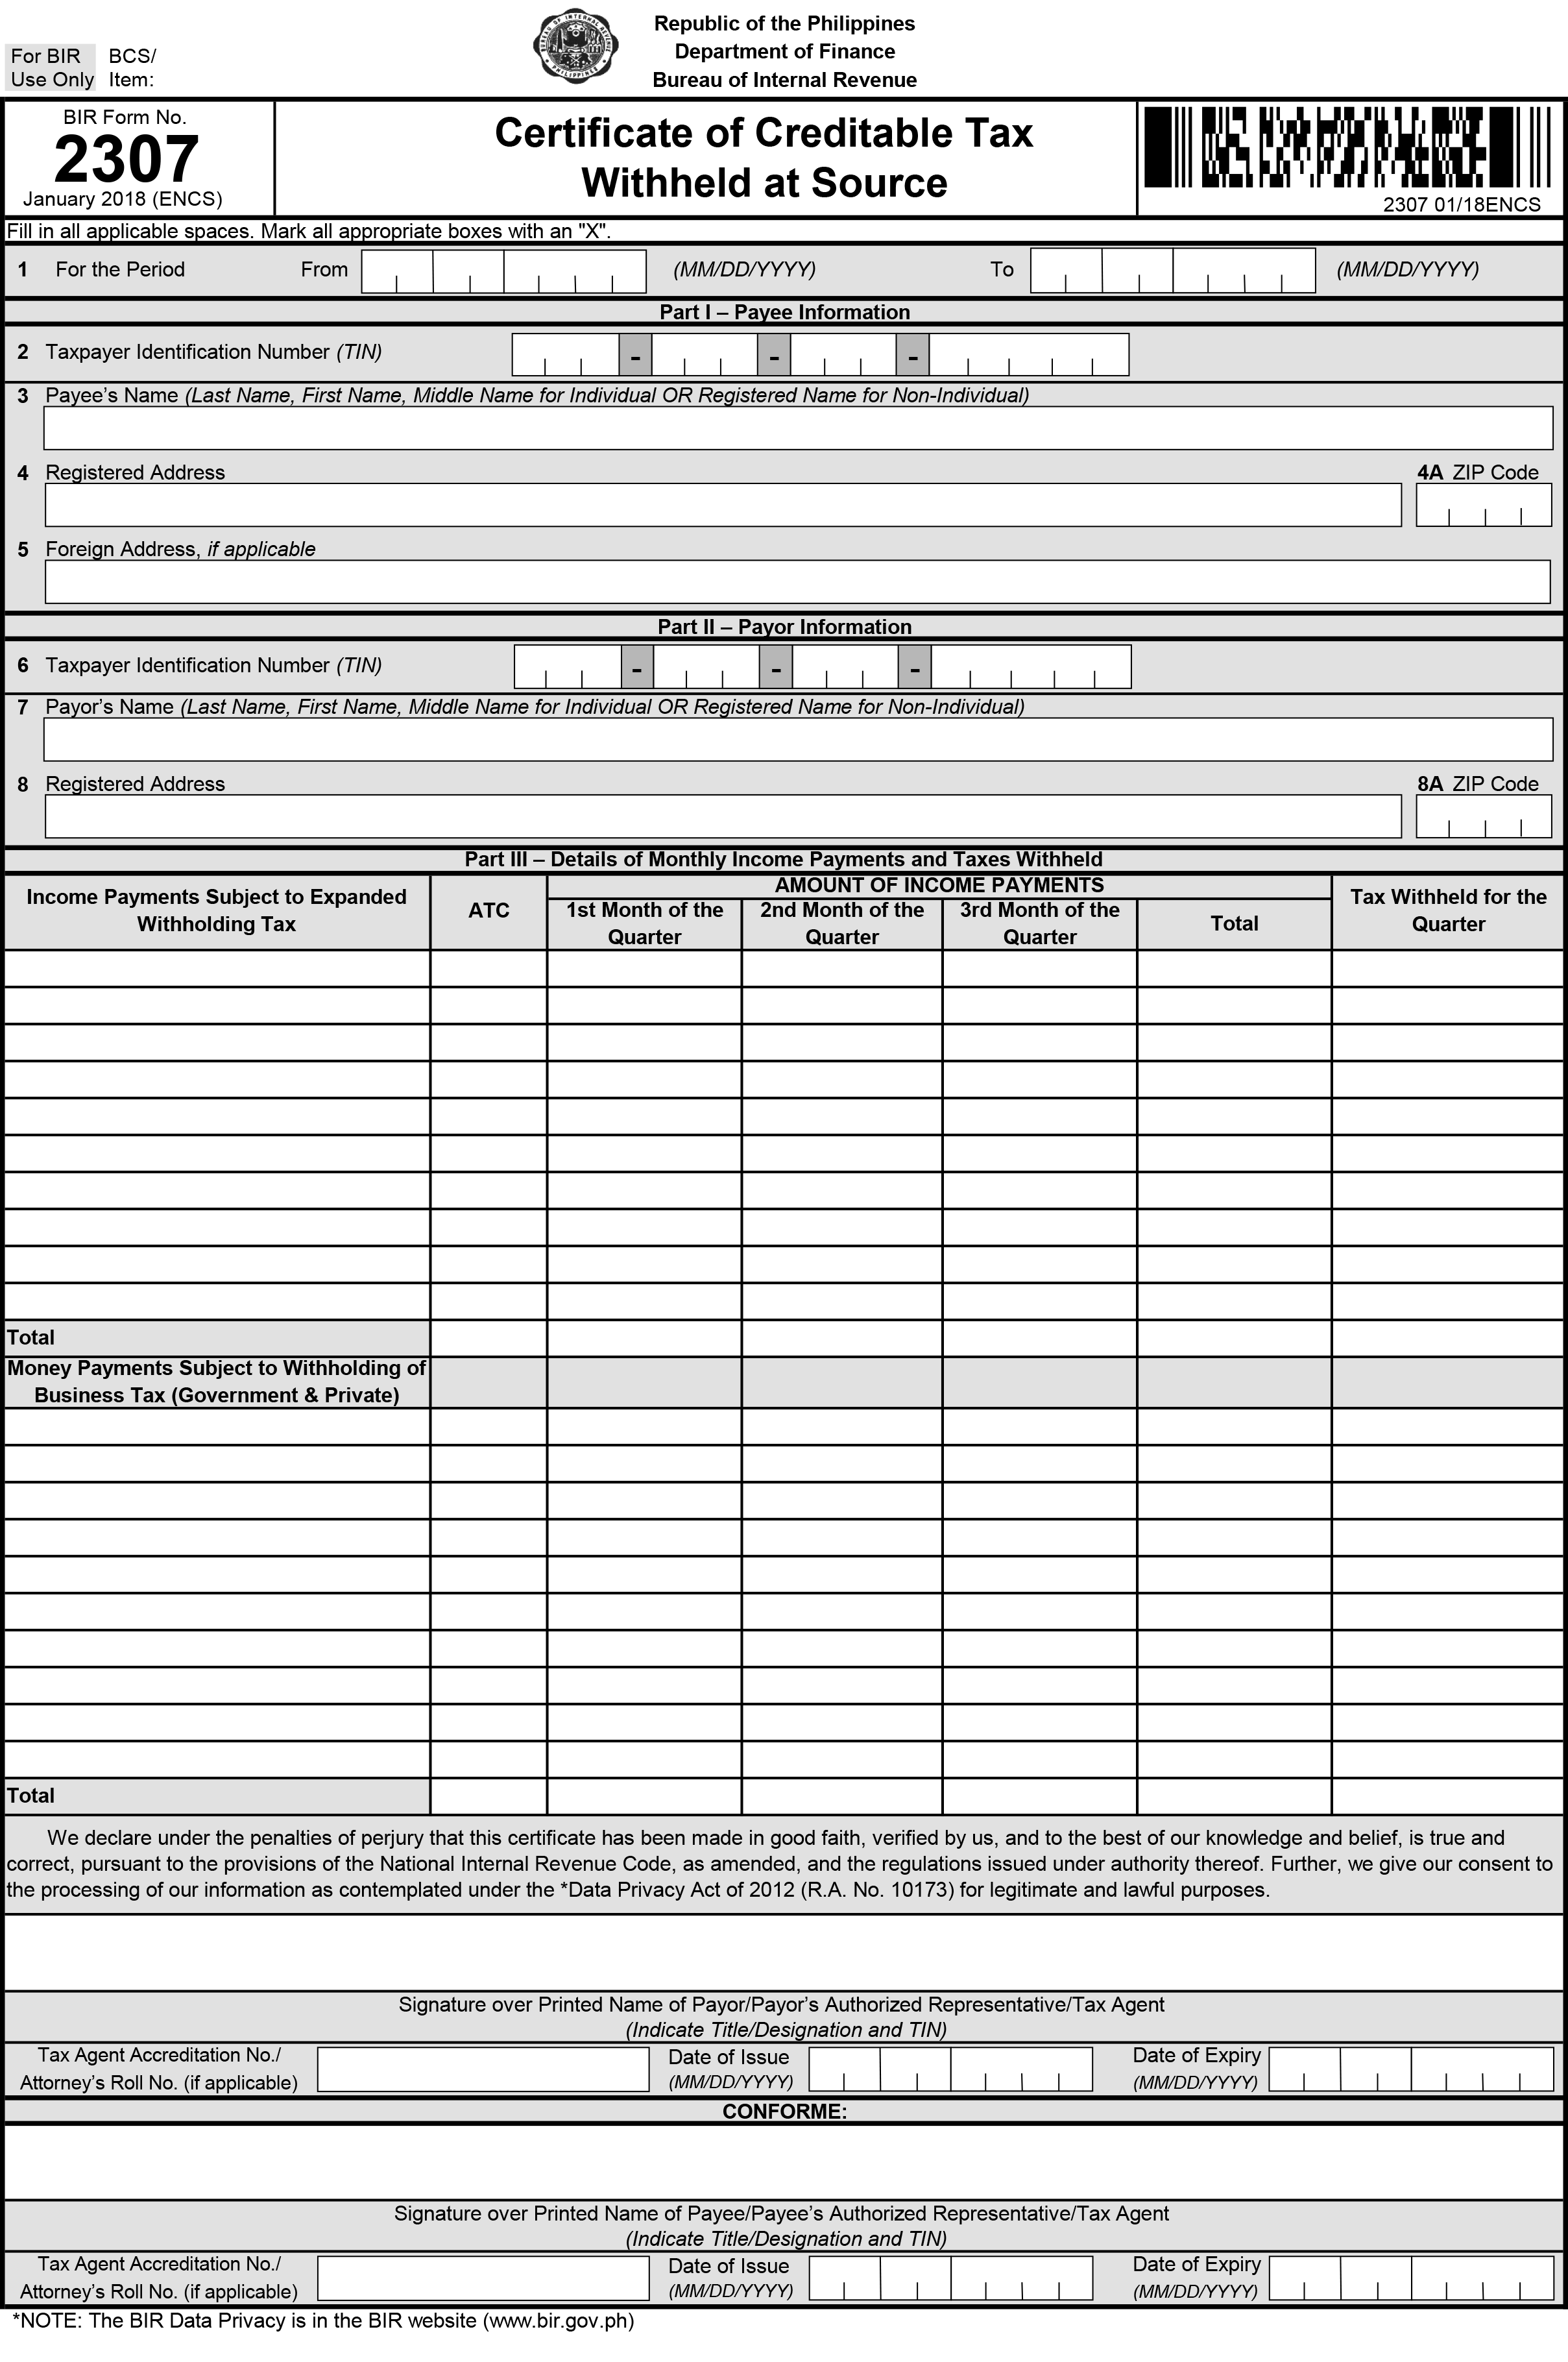 Republic of the Philippines
Department of Finance
Bureau of Internal Revenue
For BIR Use Only
BCS/ Item:
BIR Form No.
2307
January 2018 (ENCS)
Certificate of Creditable Tax
Withheld at Source
2307 01/18ENCS
Fill in all applicable spaces. Mark all appropriate boxes with an "X".
1 For the Period From (MM/DD/YYYY) To (MM/DD/YYYY)
Part I – Payee Information
2 Taxpayer Identification Number (TIN) - - -
3 Payee’s Name (Last Name, First Name, Middle Name for Individual OR Registered Name for Non-Individual)
4 Registered Address 4A ZIP Code
5 Foreign Address, if applicable
Part II – Payor Information
6 Taxpayer Identification Number (TIN) - - -
7 Payor’s Name (Last Name, First Name, Middle Name for Individual OR Registered Name for Non-Individual)
8 Registered Address 8A ZIP Code
Part III – Details of Monthly Income Payments and Taxes Withheld
Income Payments Subject to Expanded
Withholding Tax
ATC
AMOUNT OF INCOME PAYMENTS
1st Month of the
Quarter
2nd Month of the
Quarter
3rd Month of the
Quarter
Total
Tax Withheld for the
Quarter
Total
Money Payments Subject to Withholding of
Business Tax (Government & Private)
Total
We declare under the penalties of perjury that this certificate has been made in good faith, verified by us, and to the best of our knowledge and belief, is true and
correct, pursuant to the provisions of the National Internal Revenue Code, as amended, and the regulations issued under authority thereof. Further, we give our consent to
the processing of our information as contemplated under the *Data Privacy Act of 2012 (R.A. No. 10173) for legitimate and lawful purposes.
Signature over Printed Name of Payor/Payor’s Authorized Representative/Tax Agent
(Indicate Title/Designation and TIN)
Tax Agent Accreditation No./
Attorney’s Roll No. (if applicable)
Date of Issue
(MM/DD/YYYY)
Date of Expiry
(MM/DD/YYYY)
CONFORME:
Signature over Printed Name of Payee/Payee’s Authorized Representative/Tax Agent
(Indicate Title/Designation and TIN)
Tax Agent Accreditation No./
Attorney’s Roll No. (if applicable)
Date of Issue
(MM/DD/YYYY)
Date of Expiry
(MM/DD/YYYY)
*NOTE: The BIR Data Privacy is in the BIR website (www.bir.gov.ph)